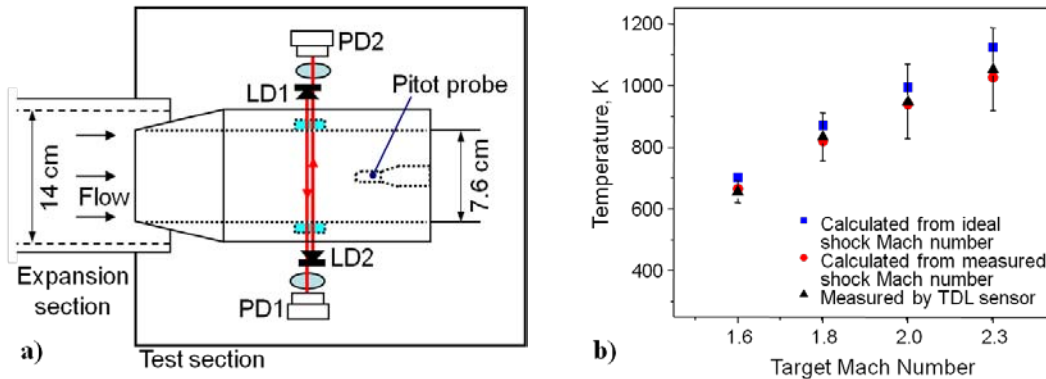 PD2
LD1
Pitot probe
14 cm
Flow
7.6 cm
LD2
Expansion
section
PD1
a)
Test section
1200
1000
800
600
400
Temperature, K
Calculated from ideal
shock Mach number
Calculated from measured
shock Mach number
Measured by TDL sensor
1.6
1.8
2.0
2.3
b)
Target Mach Number